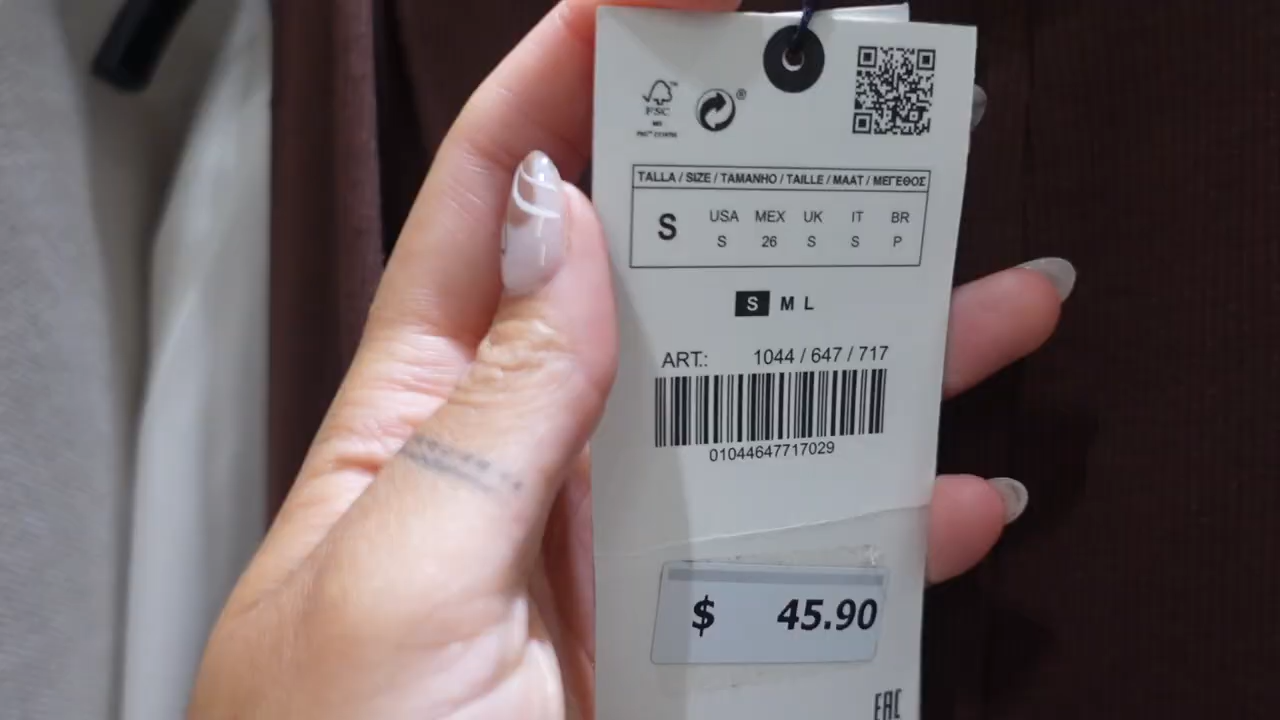 FSC
®
TALLA / SIZE / TAMANHO / TAILLE / MAAT / ΜΕΓΕΘΟΣ
S USA MEX UK IT BR
S 26 S S P
S M L
ART.: 1044 / 647 / 717
01044647717029
$ 45.90
EAC